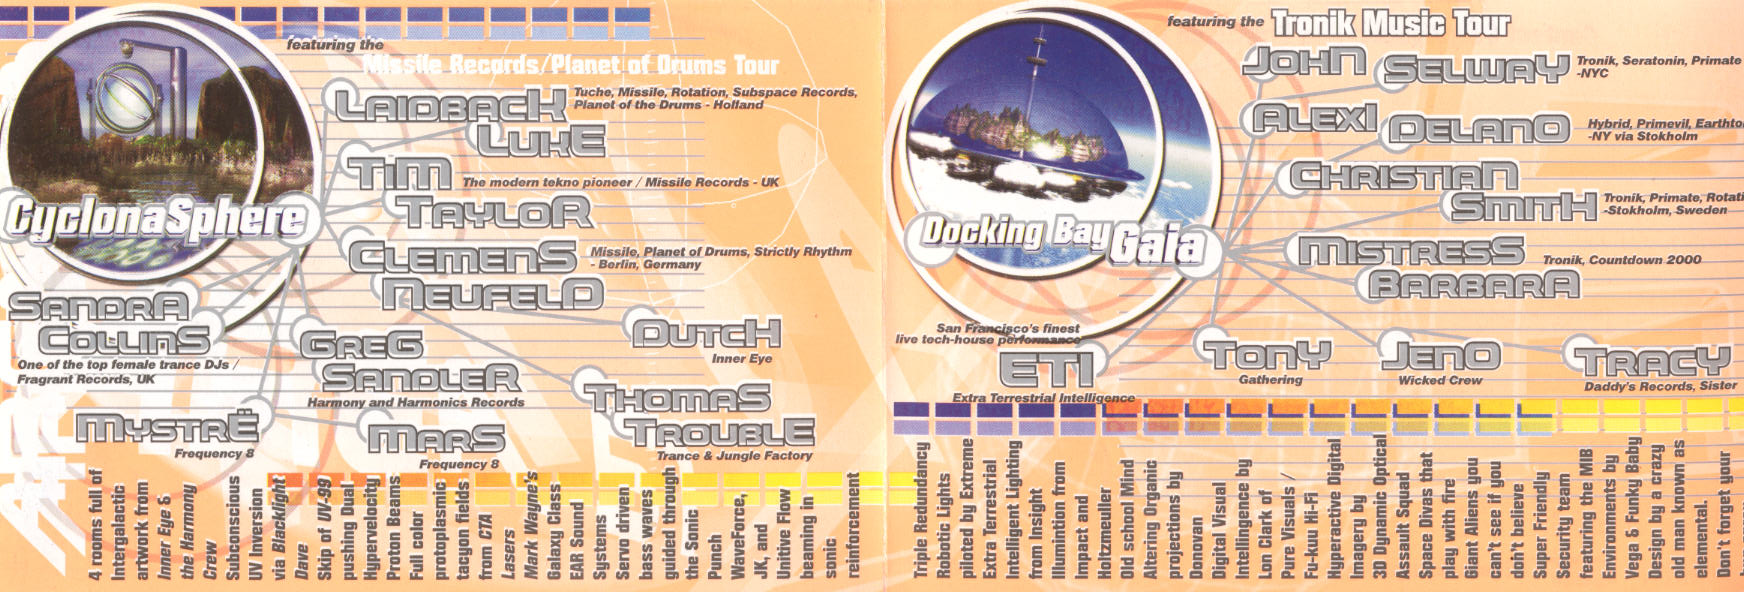 featuring the
Missile Records/Planet of Drums Tour
CyclonaSphere
LAIDBACK
LUKE
Tuche, Missile, Rotation, Subspace Records,
Planet of the Drums - Holland
TIM
TAYLOR
The modern tekno pioneer / Missile Records - UK
CLEMENS
NEUFELD
Missile, Planet of Drums, Strictly Rhythm
- Berlin, Germany
SANDRA
COLLINS
One of the top female trance DJs /
Fragrant Records, UK
GREG
SANDLER
Harmony and Harmonics Records
DUTCH
Inner Eye
THOMAS
TROUBLE
Trance & Jungle Factory
MYSTRË
Frequency 8
MARS
Frequency 8
4 rooms full of
Intergalactic
artwork from
Inner Eye &
the Harmony
Crew
Subconscious
UV Inversion
via Blacklight
Dave
Skip of UV-99
pushing Dual
Hypervelocity
Proton Beams
Full color
protoplasmic
tacyon fields
from CTA
Lasers
Mark Wayne's
Galaxy Class
EAR Sound
Systoms
Servo driven
bass waves
guided through
the Sonic
Punch
WaveForce,
JK, and
Unitive Flow
beaming in
sonic
reinforcement
featuring the Tronik Music Tour
Docking Bay Gaia
JOHN
SELWAY
Tronik, Seratonin, Primate
-NYC
ALEXI
DELANO
Hybrid, Primevil,
-NY via Stokholm
CHRISTIAN
SMITH
Tronik, Primate,
-Stokholm, Sweden
MISTRESS
BARBARA
Tronik, Countdown 2000
San Francisco's finest
live tech-house performance
ETI
Extra Terrestrial Intelligence
TONY
Gathering
JENO
Wicked Crew
TRACY
Daddy's Records, Sister
Triple Redundancy
Robotic Lights
piloted by Extreme
Extra Terrestrial
Intelligent Lighting
from Insight
Illumination from
Impact and
Holtzmeuller
Old school Mind
Altering Organic
projections by
Donovan
Digital Visual
Intellingence by
Lon Clark of
Pure Visuals /
Fu-kuu Hi-Fi
Hyperactive Digital
Imagery by
3D Dynamic Optical
Assault Squad
Space Divas that
play with fire
Giant Aliens you
can't see if you
don't believe
Super Friendly
Security team
featuring the MIB
Environments by
Vega & Funky Baby
Design by a crazy
old man known as
elemental.
Don't forget your